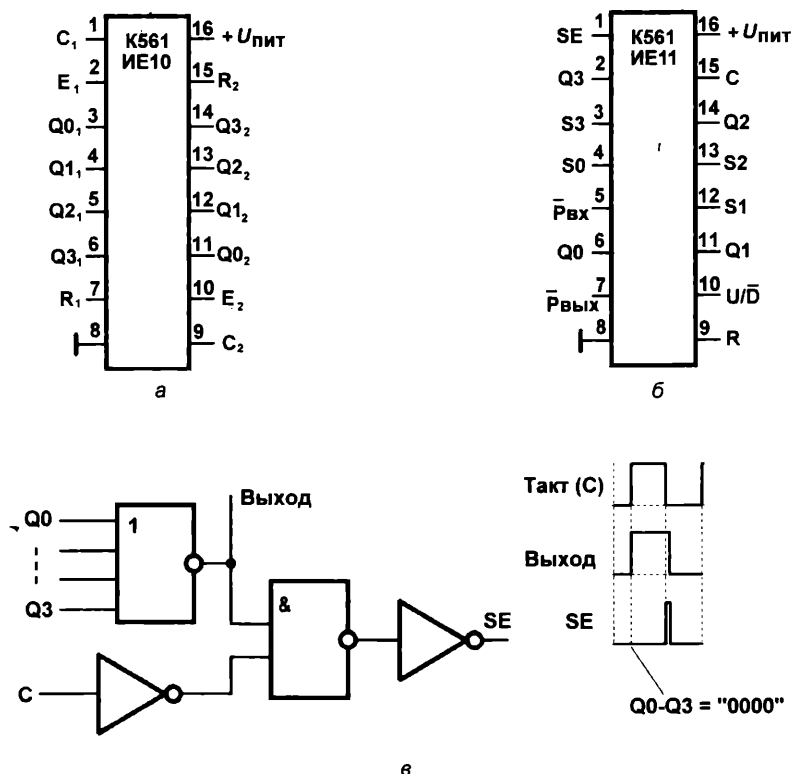 К561
ИЕ10
1 C₁
2 E₁
3 Q0₁
4 Q1₁
5 Q2₁
6 Q3₁
7 R₁
8
16 +Uпит
15 R₂
14 Q3₂
13 Q2₂
12 Q1₂
11 Q0₂
10 E₂
9 C₂
а
К561
ИЕ11
1 SE
2 Q3
3 S3
4 S0
5 P̅вх
6 Q0
7 P̅вых
8
16 +Uпит
15 C
14 Q2
13 S2
12 S1
11 Q1
10 U/D̅
9 R
б
Q0
Q3
1
Выход
&
SE
C
Такт (C)
Выход
SE
Q0-Q3 = "0000"
в